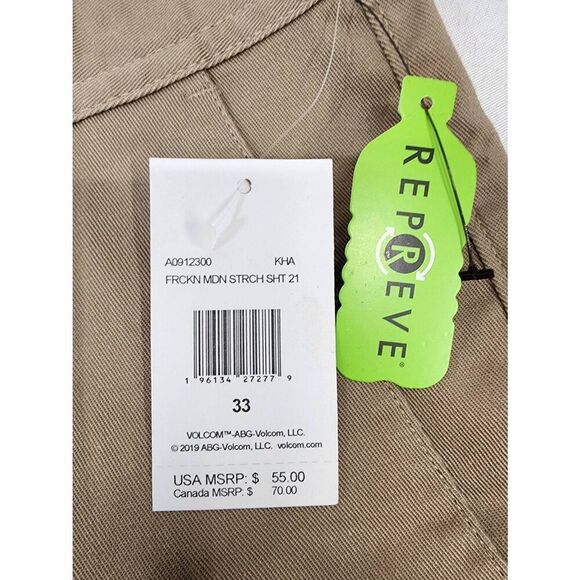 A0912300 KHA
FRCKN MDN STRCH SHT 21
1 96134 27277 9
33
VOLCOM™-ABG-Volcom, LLC.
© 2019 ABG-Volcom, LLC. volcom.com
USA MSRP: $ 55.00
Canada MSRP: $ 70.00
REPREVE®